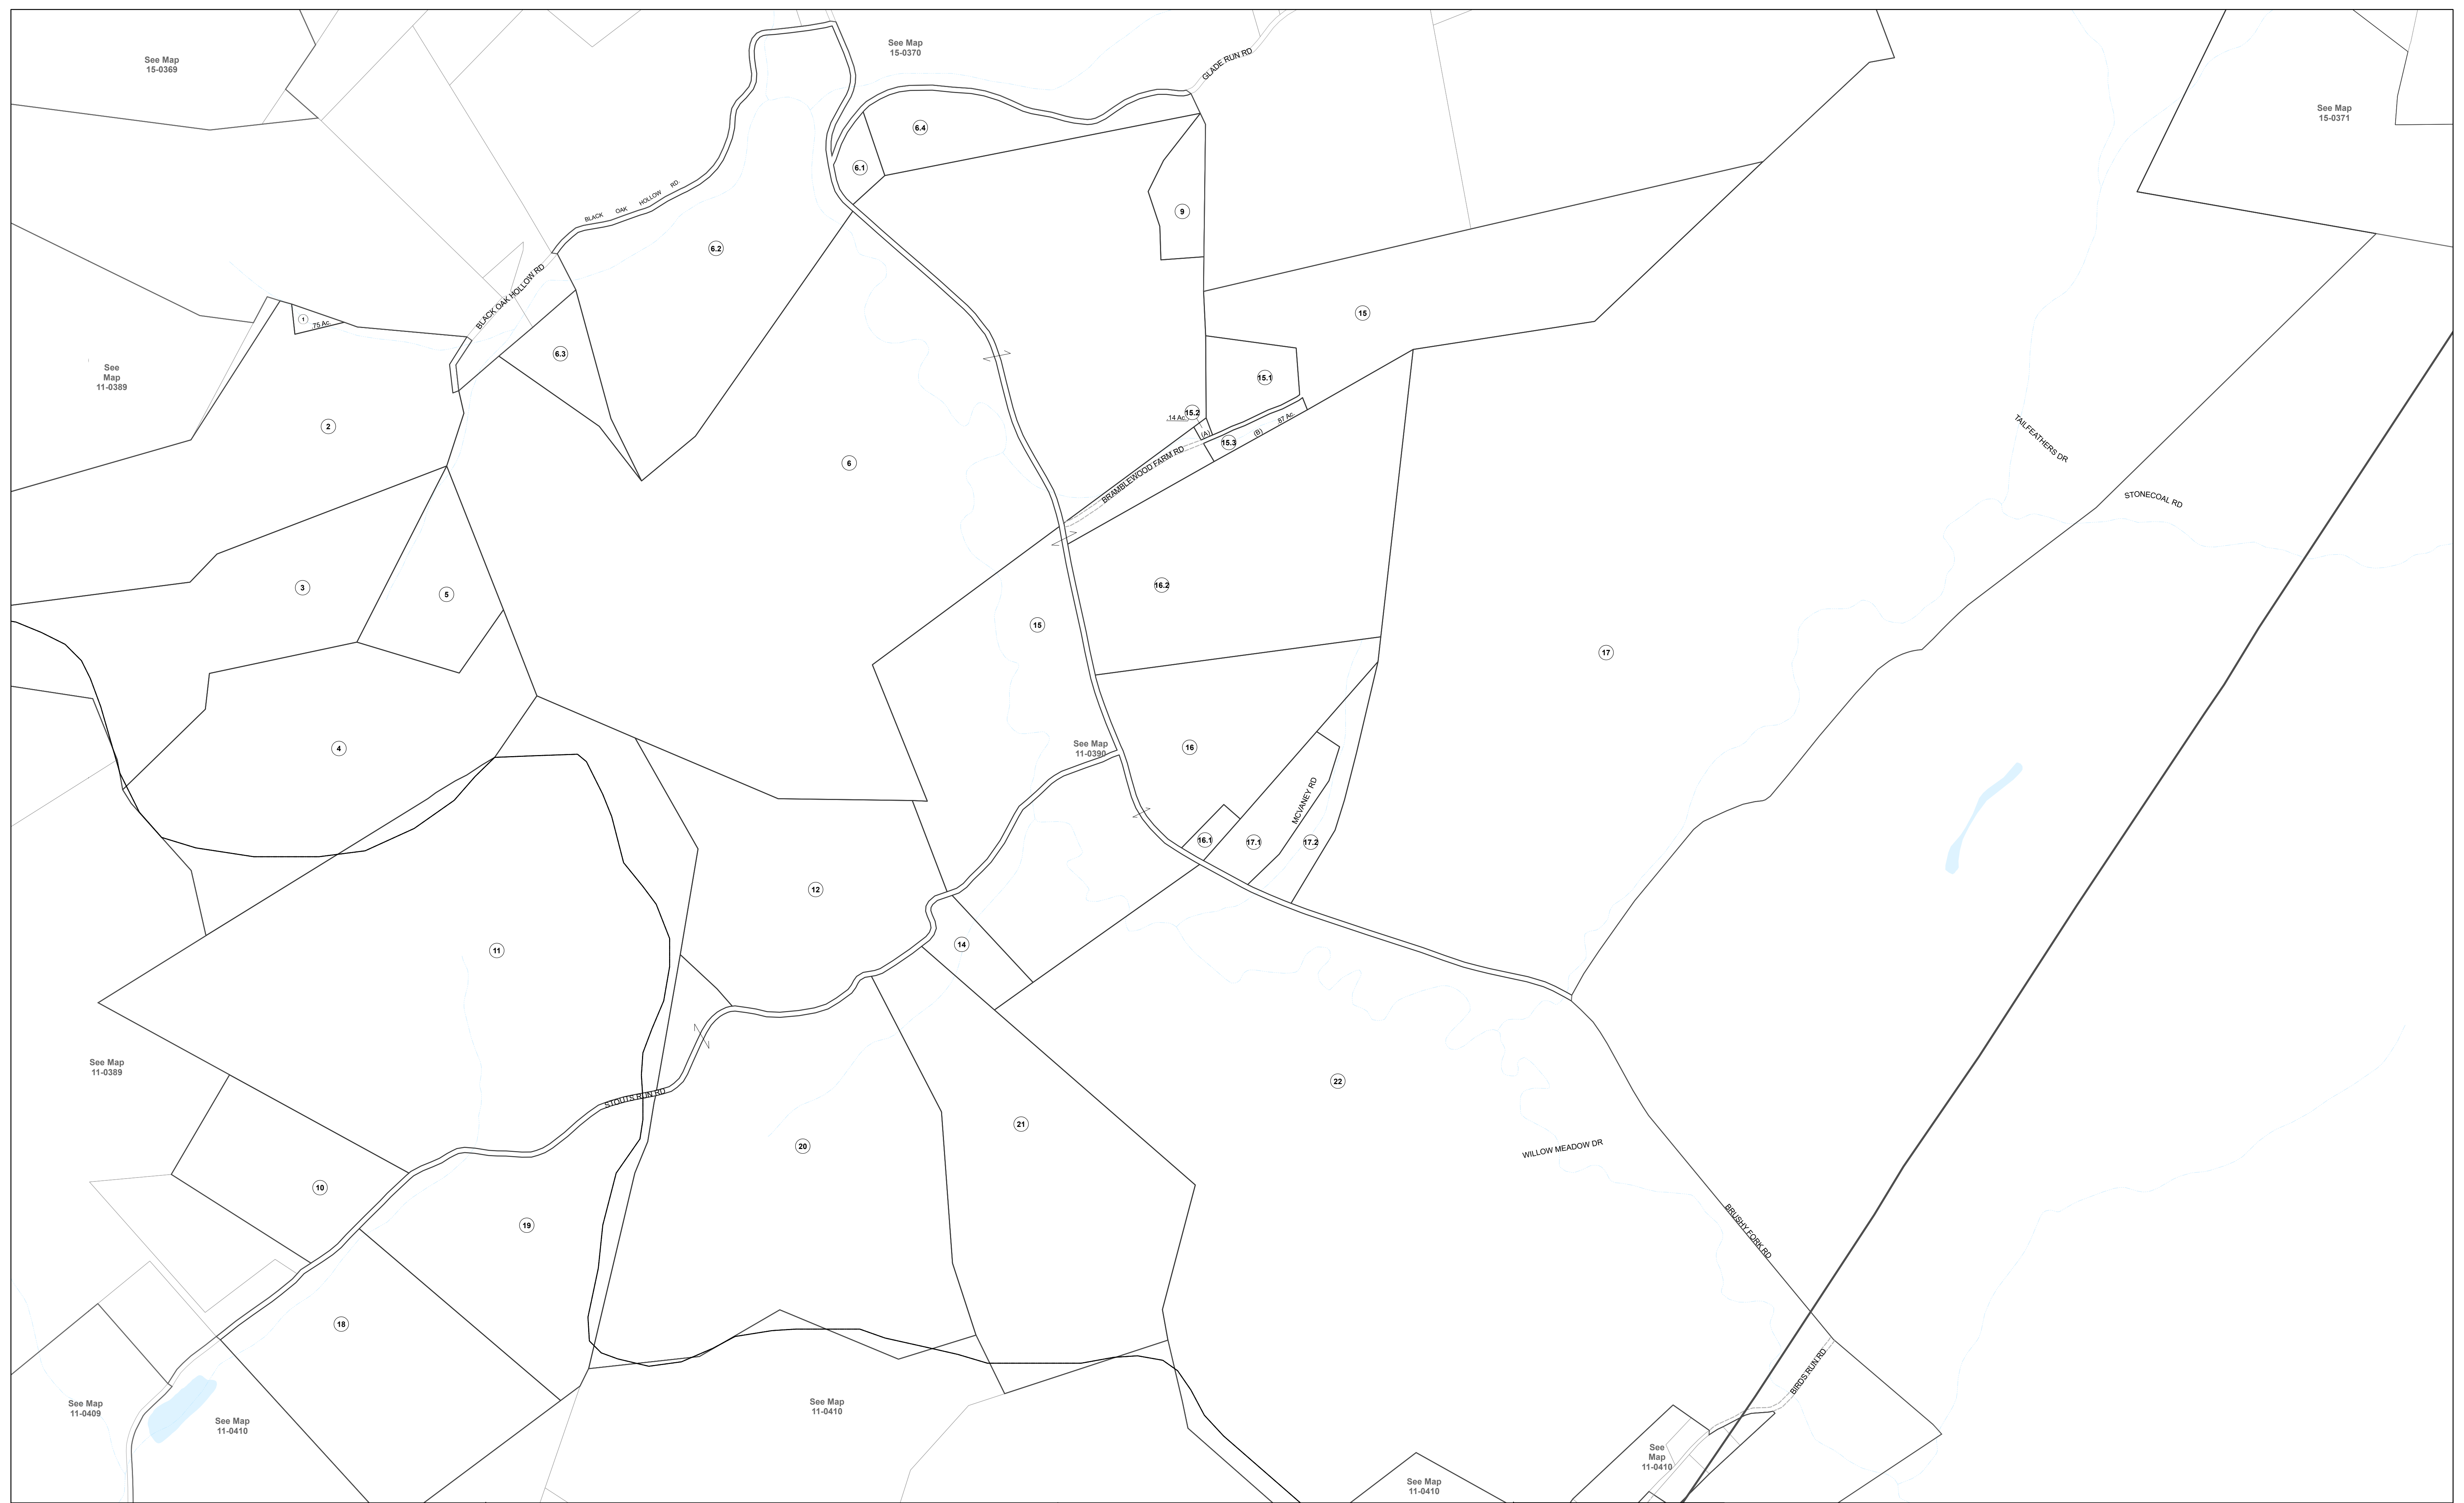 See Map
15-0369
See Map
15-0370
GLADE RUN RD
See Map
15-0371
6.4
6.1
9
BLACK OAK HOLLOW RD
6.2
BLACK OAK HOLLOW RD
15
1
.75 Ac.
6.3
See
Map
11-0389
15.1
15.2
.14 Ac.
(A)
15.3
(B)
.87 Ac.
2
TAILFEATHERS DR
6
BRAMBLEWOOD FARM RD
STONECOAL RD
3
5
16.2
15
17
4
See Map
11-0390
16
MCVANEY RD
16.1
17.1
17.2
12
11
14
See Map
11-0389
STOUTS RUN RD
22
21
20
WILLOW MEADOW DR
10
19
BRUSHY FORK RD
18
BIRDS RUN RD
See Map
11-0409
See Map
11-0410
See Map
11-0410
See
Map
11-0410
See Map
11-0410